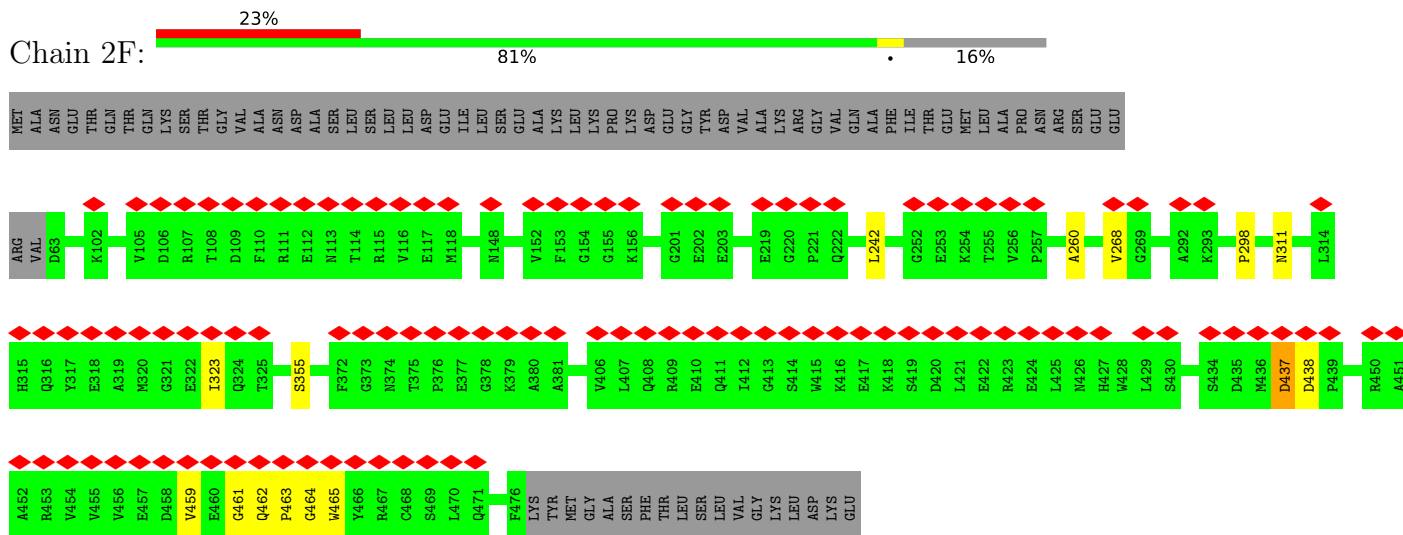 23%
Chain 2F:
81% • 16%
MET ALA ASN GLU THR GLN THR GLN LYS SER THR GLY VAL ALA ASN ASP ALA SER LEU SER LEU LEU ASP GLU ILE LEU SER GLU ALA LYS LEU LYS PRO LYS ASP GLU GLY TYR ASP VAL ALA LYS ARG GLY VAL GLN ALA PHE ILE THR GLU MET LEU ALA PRO ASN ARG SER GLU GLU
ARG VAL D63 K102 V105 D106 R107 T108 D109 F110 R111 E112 N113 T114 R115 V116 E117 M118 N148 V152 F153 G154 G155 K156 G201 E202 E203 E219 G220 P221 Q222 L242 G252 E253 K254 T255 V256 P257 A260 V268 G269 A292 K293 P298 N311 L314
H315 Q316 Y317 E318 A319 M320 G321 E322 I323 Q324 T325 S355 F372 G373 N374 T375 P376 E377 G378 K379 A380 A381 V406 L407 Q408 R409 E410 Q411 I412 G413 S414 W415 K416 E417 K418 S419 D420 L421 E422 R423 E424 L425 N426 H427 W428 L429 S430 S434 D435 M436 D437 D438 P439 R450 A451
A452 R453 V454 V455 V456 E457 D458 V459 E460 G461 Q462 P463 G464 W465 Y466 R467 C468 S469 L470 Q471 F476 LYS TYR MET GLY ALA SER PHE THR LEU SER LEU VAL GLY LYS LEU ASP LYS GLU